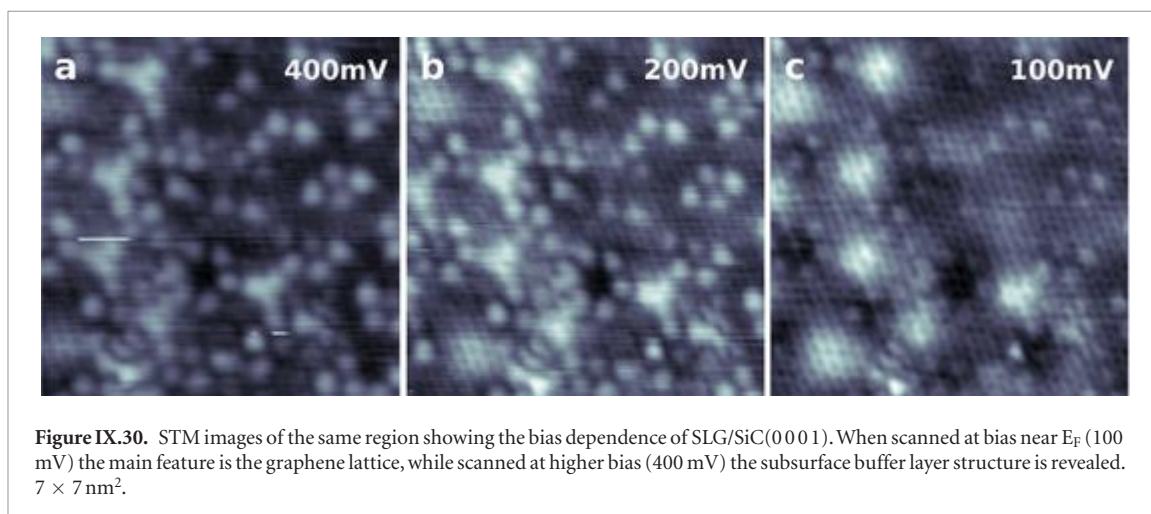 a 400mV b 200mV c 100mV
Figure IX.30. STM images of the same region showing the bias dependence of SLG/SiC(0 0 0 1). When scanned at bias near E_F (100
mV) the main feature is the graphene lattice, while scanned at higher bias (400 mV) the subsurface buffer layer structure is revealed.
7 × 7 nm².